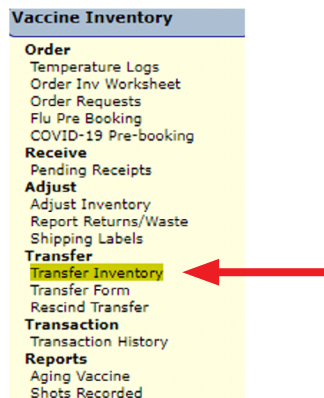 Vaccine Inventory
Order
Temperature Logs
Order Inv Worksheet
Order Requests
Flu Pre Booking
COVID-19 Pre-booking
Receive
Pending Receipts
Adjust
Adjust Inventory
Report Returns/Waste
Shipping Labels
Transfer
Transfer Inventory
Transfer Form
Rescind Transfer
Transaction
Transaction History
Reports
Aging Vaccine
Shots Recorded